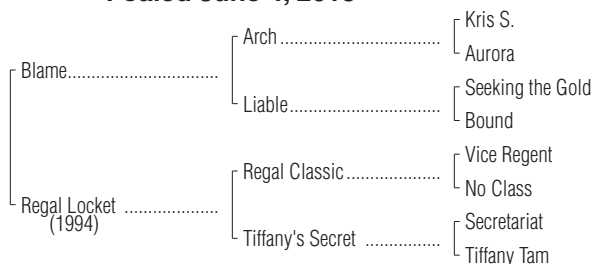 Kris S.
Arch
Aurora
Blame
Seeking the Gold
Liable
Bound
Vice Regent
Regal Classic
No Class
Regal Locket
(1994)
Secretariat
Tiffany's Secret
Tiffany Tam